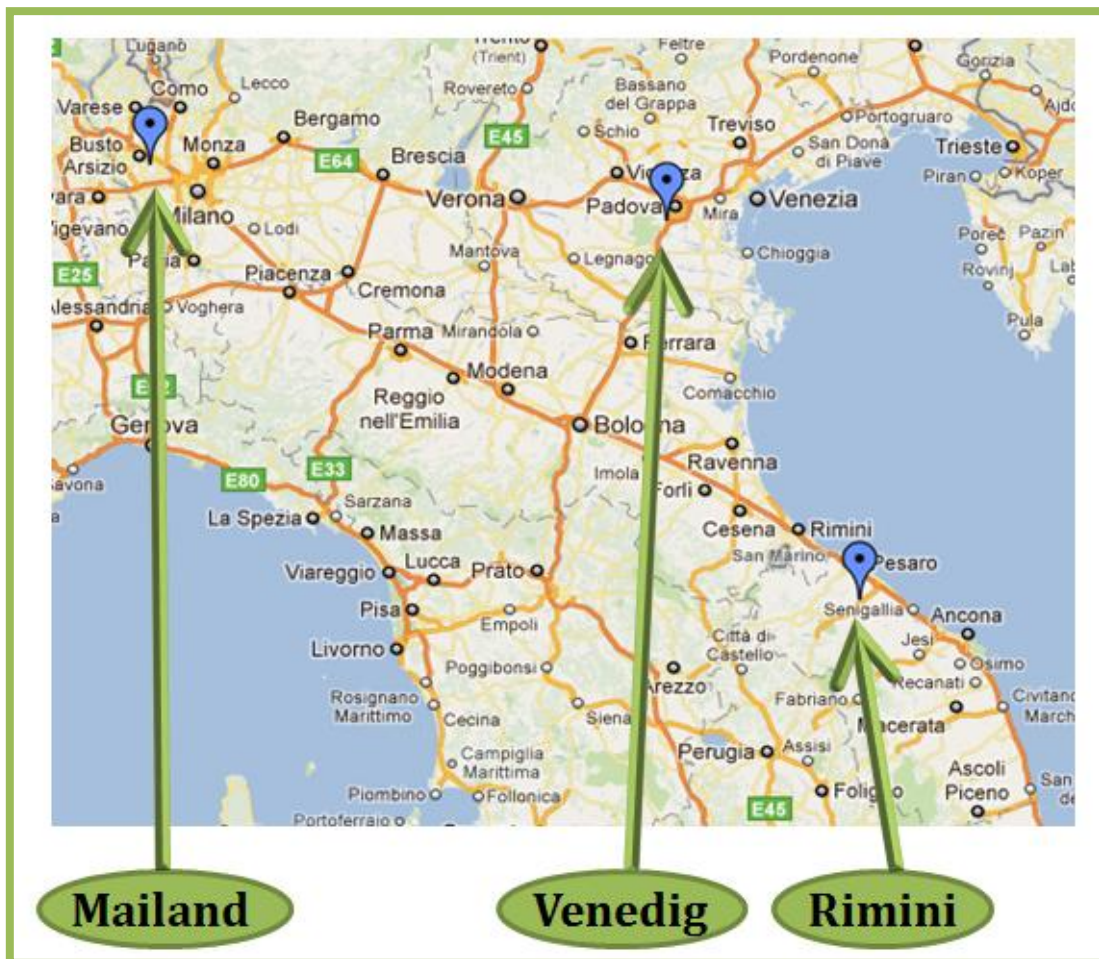 Lugano
Trento
(Trient)
Feltre
Pordenone
Gorizia
Como
Lecco
Rovereto
Bassano
del Grappa
Varese
Bergamo
E45
Schio
Treviso
Portogruaro
Busto
Arsizio
Monza
E64
Brescia
San Donà
di Piave
Trieste
Koper
Piran
Verona
Padova
Mira
Venezia
Milano
Vigevano
Lodi
Pavia
Mantova
Legnago
Chioggia
Poreč
Pazin
Rovinj
E25
Piacenza
Cremona
Alessandria
Voghera
Pula
Parma
Mirandola
Ferrara
Modena
Comacchio
Reggio
nell'Emilia
Genova
Bologna
Savona
E80
E33
Imola
Ravenna
Forlì
Sarzana
La Spezia
Cesena
Rimini
Massa
San Marino
Viareggio
Lucca
Prato
Pesaro
Pisa
Empoli
Senigallia
Ancona
Livorno
Città di
Castello
Jesi
Osimo
Poggibonsi
Arezzo
Recanati
Rosignano
Marittimo
Cecina
Siena
Fabriano
Macerata
Civitan
March
Perugia
Assisi
Campiglia
Marittima
Ascoli
Piceno
Piombino
Follonica
E45
Foligno
Portoferraio
Mailand
Venedig
Rimini